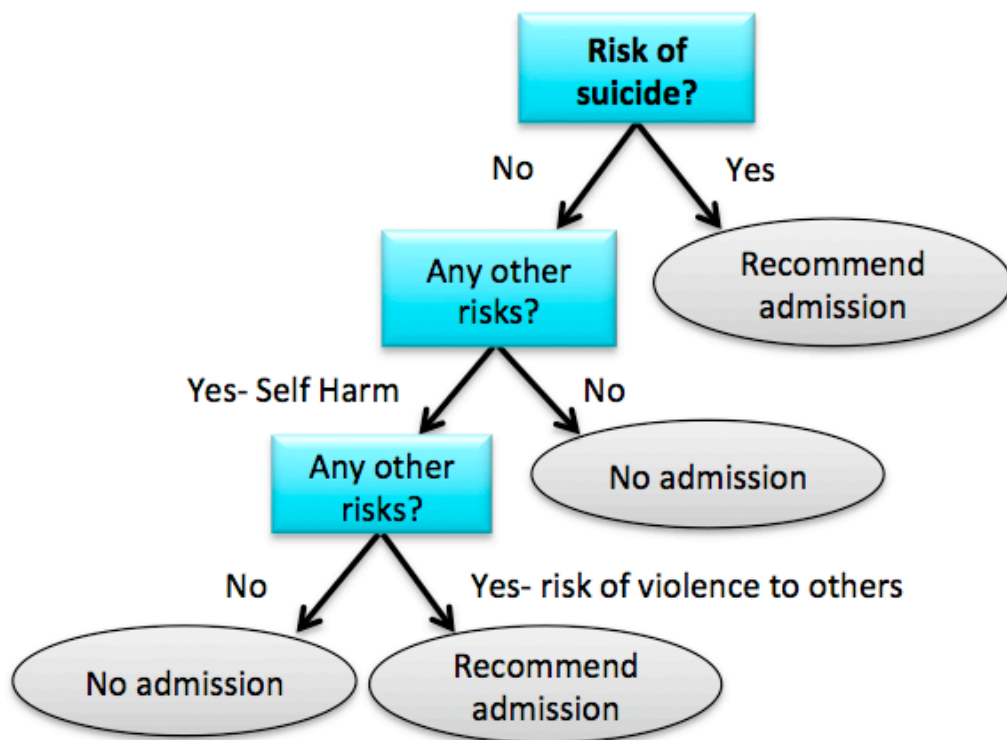 Risk of
suicide?
No
Yes
Any other
risks?
Recommend
admission
Yes- Self Harm
No
Any other
risks?
No admission
No
Yes- risk of violence to others
No admission
Recommend
admission